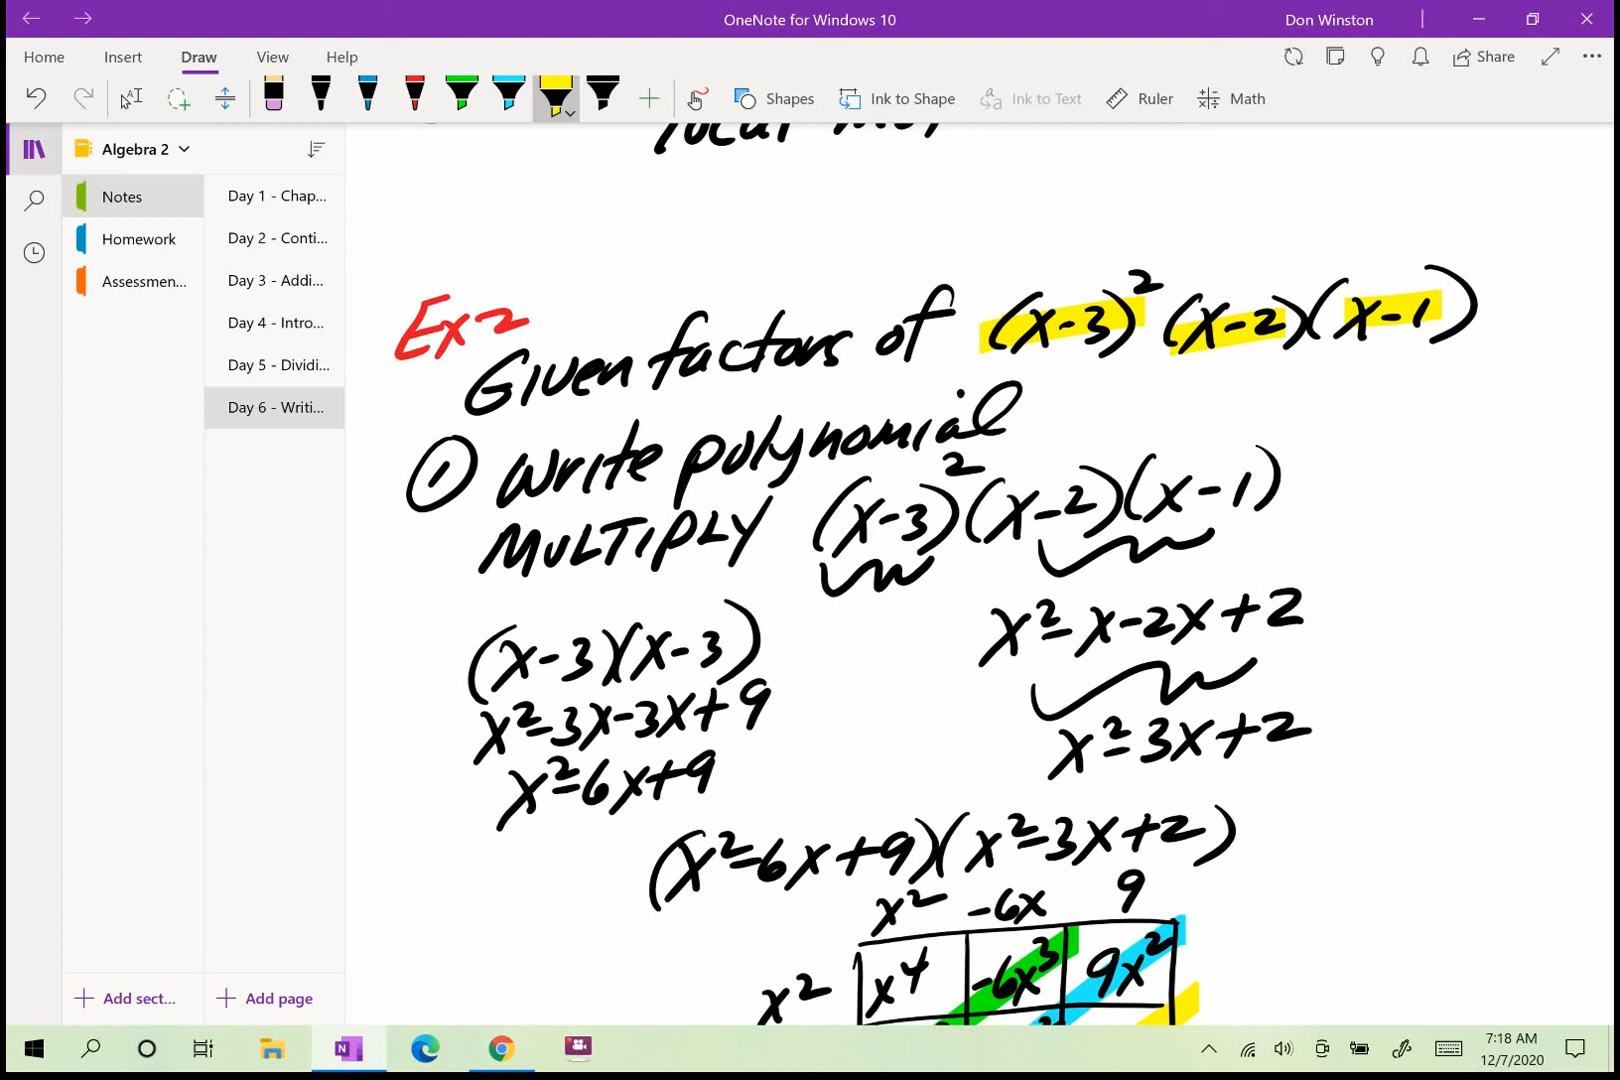 OneNote for Windows 10
Don Winston
Home Insert Draw View Help
Share
Shapes Ink to Shape Ink to Text Ruler Math
Algebra 2
Notes
Homework
Assessmen...
Day 1 - Chap...
Day 2 - Conti...
Day 3 - Addi...
Day 4 - Intro...
Day 5 - Dividi...
Day 6 - Writi...
Add sect...
Add page
local
Ex 2
Given factors of (x-3)² (x-2)(x-1)
① write polynomial
MULTIPLY (x-3)²(x-2)(x-1)
(x-3)(x-3)
x²-3x-3x+9
x²-6x+9
x²-x-2x+2
x²-3x+2
(x²-6x+9)(x²-3x+2)
x² -6x 9
x² x⁴ -6x³ 9x²
7:18 AM
12/7/2020